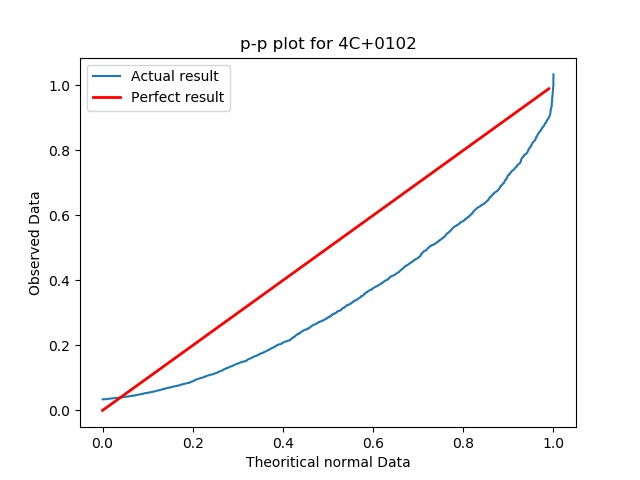 p-p plot for 4C+0102
Actual result
Perfect result
1.0
0.8
0.6
0.4
0.2
0.0
Observed Data
0.0 0.2 0.4 0.6 0.8 1.0
Theoritical normal Data